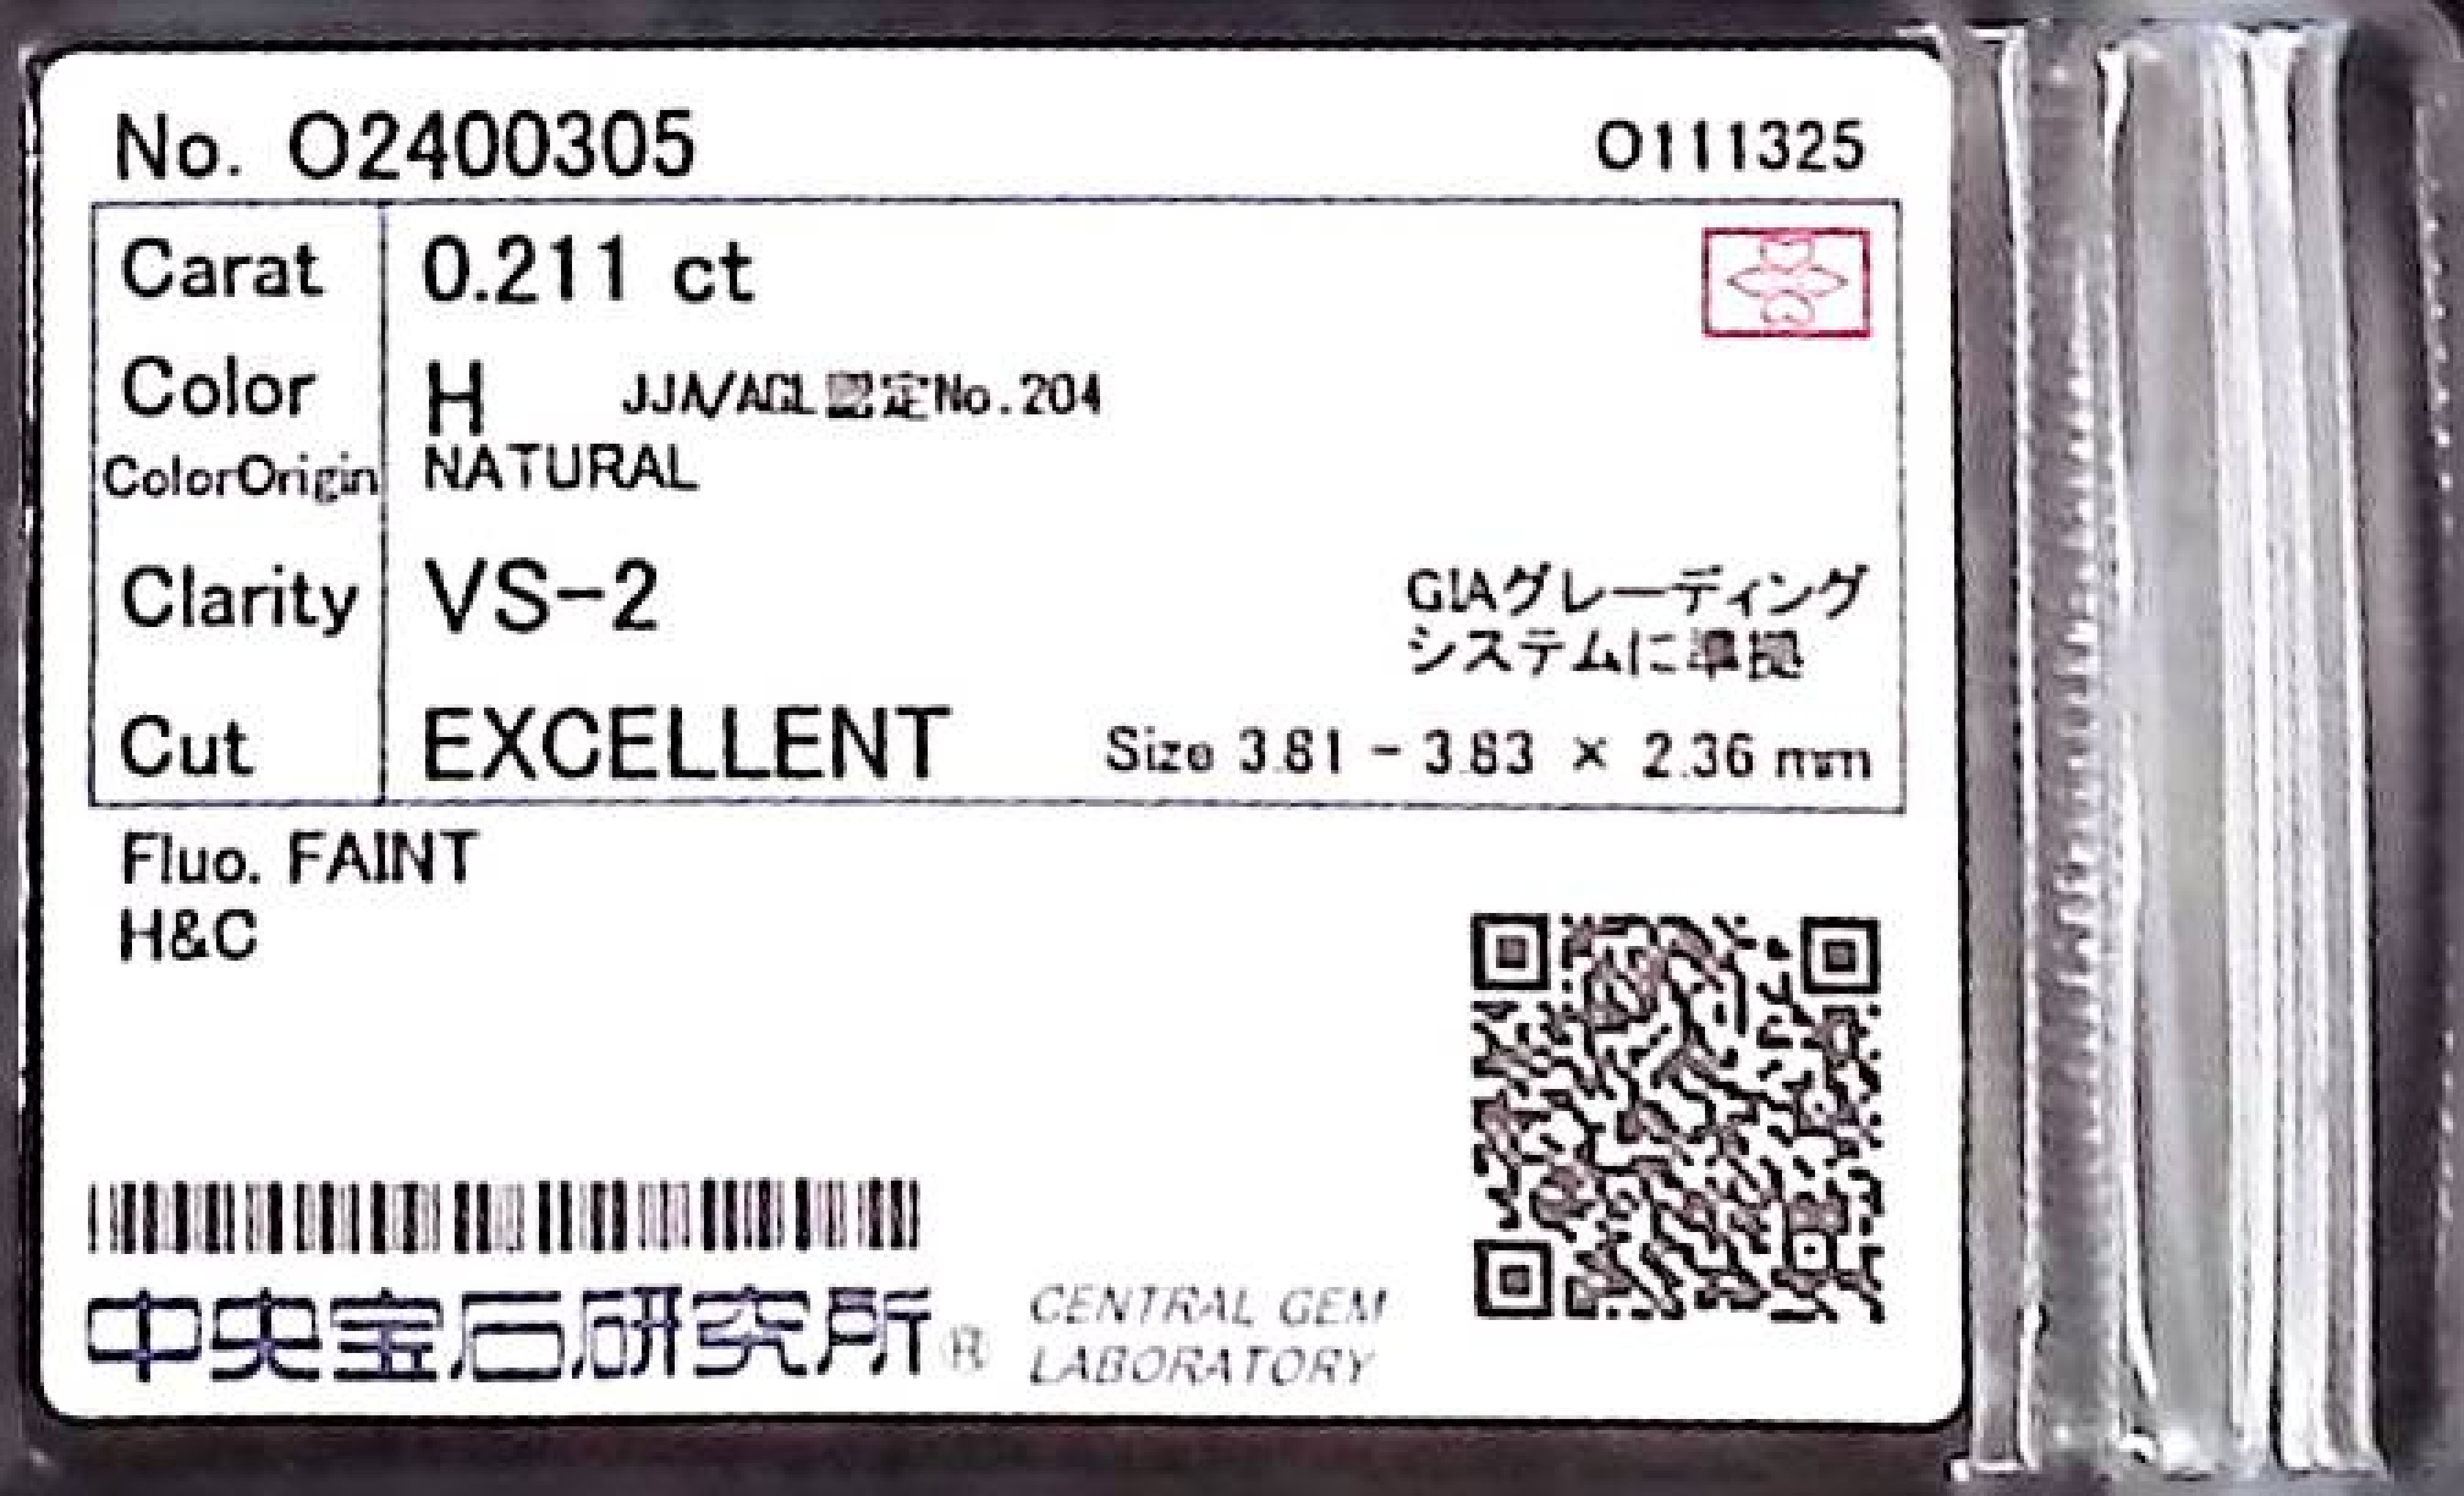 No. O2400305
O111325
Carat 0.211 ct
Color H JJA/AGL認定No.204
ColorOrigin NATURAL
Clarity VS-2
GIAグレーディング
システムに準拠
Cut EXCELLENT Size 3.81 - 3.83 × 2.36 mm
Fluo. FAINT
H&C
中央宝石研究所® CENTRAL GEM
LABORATORY